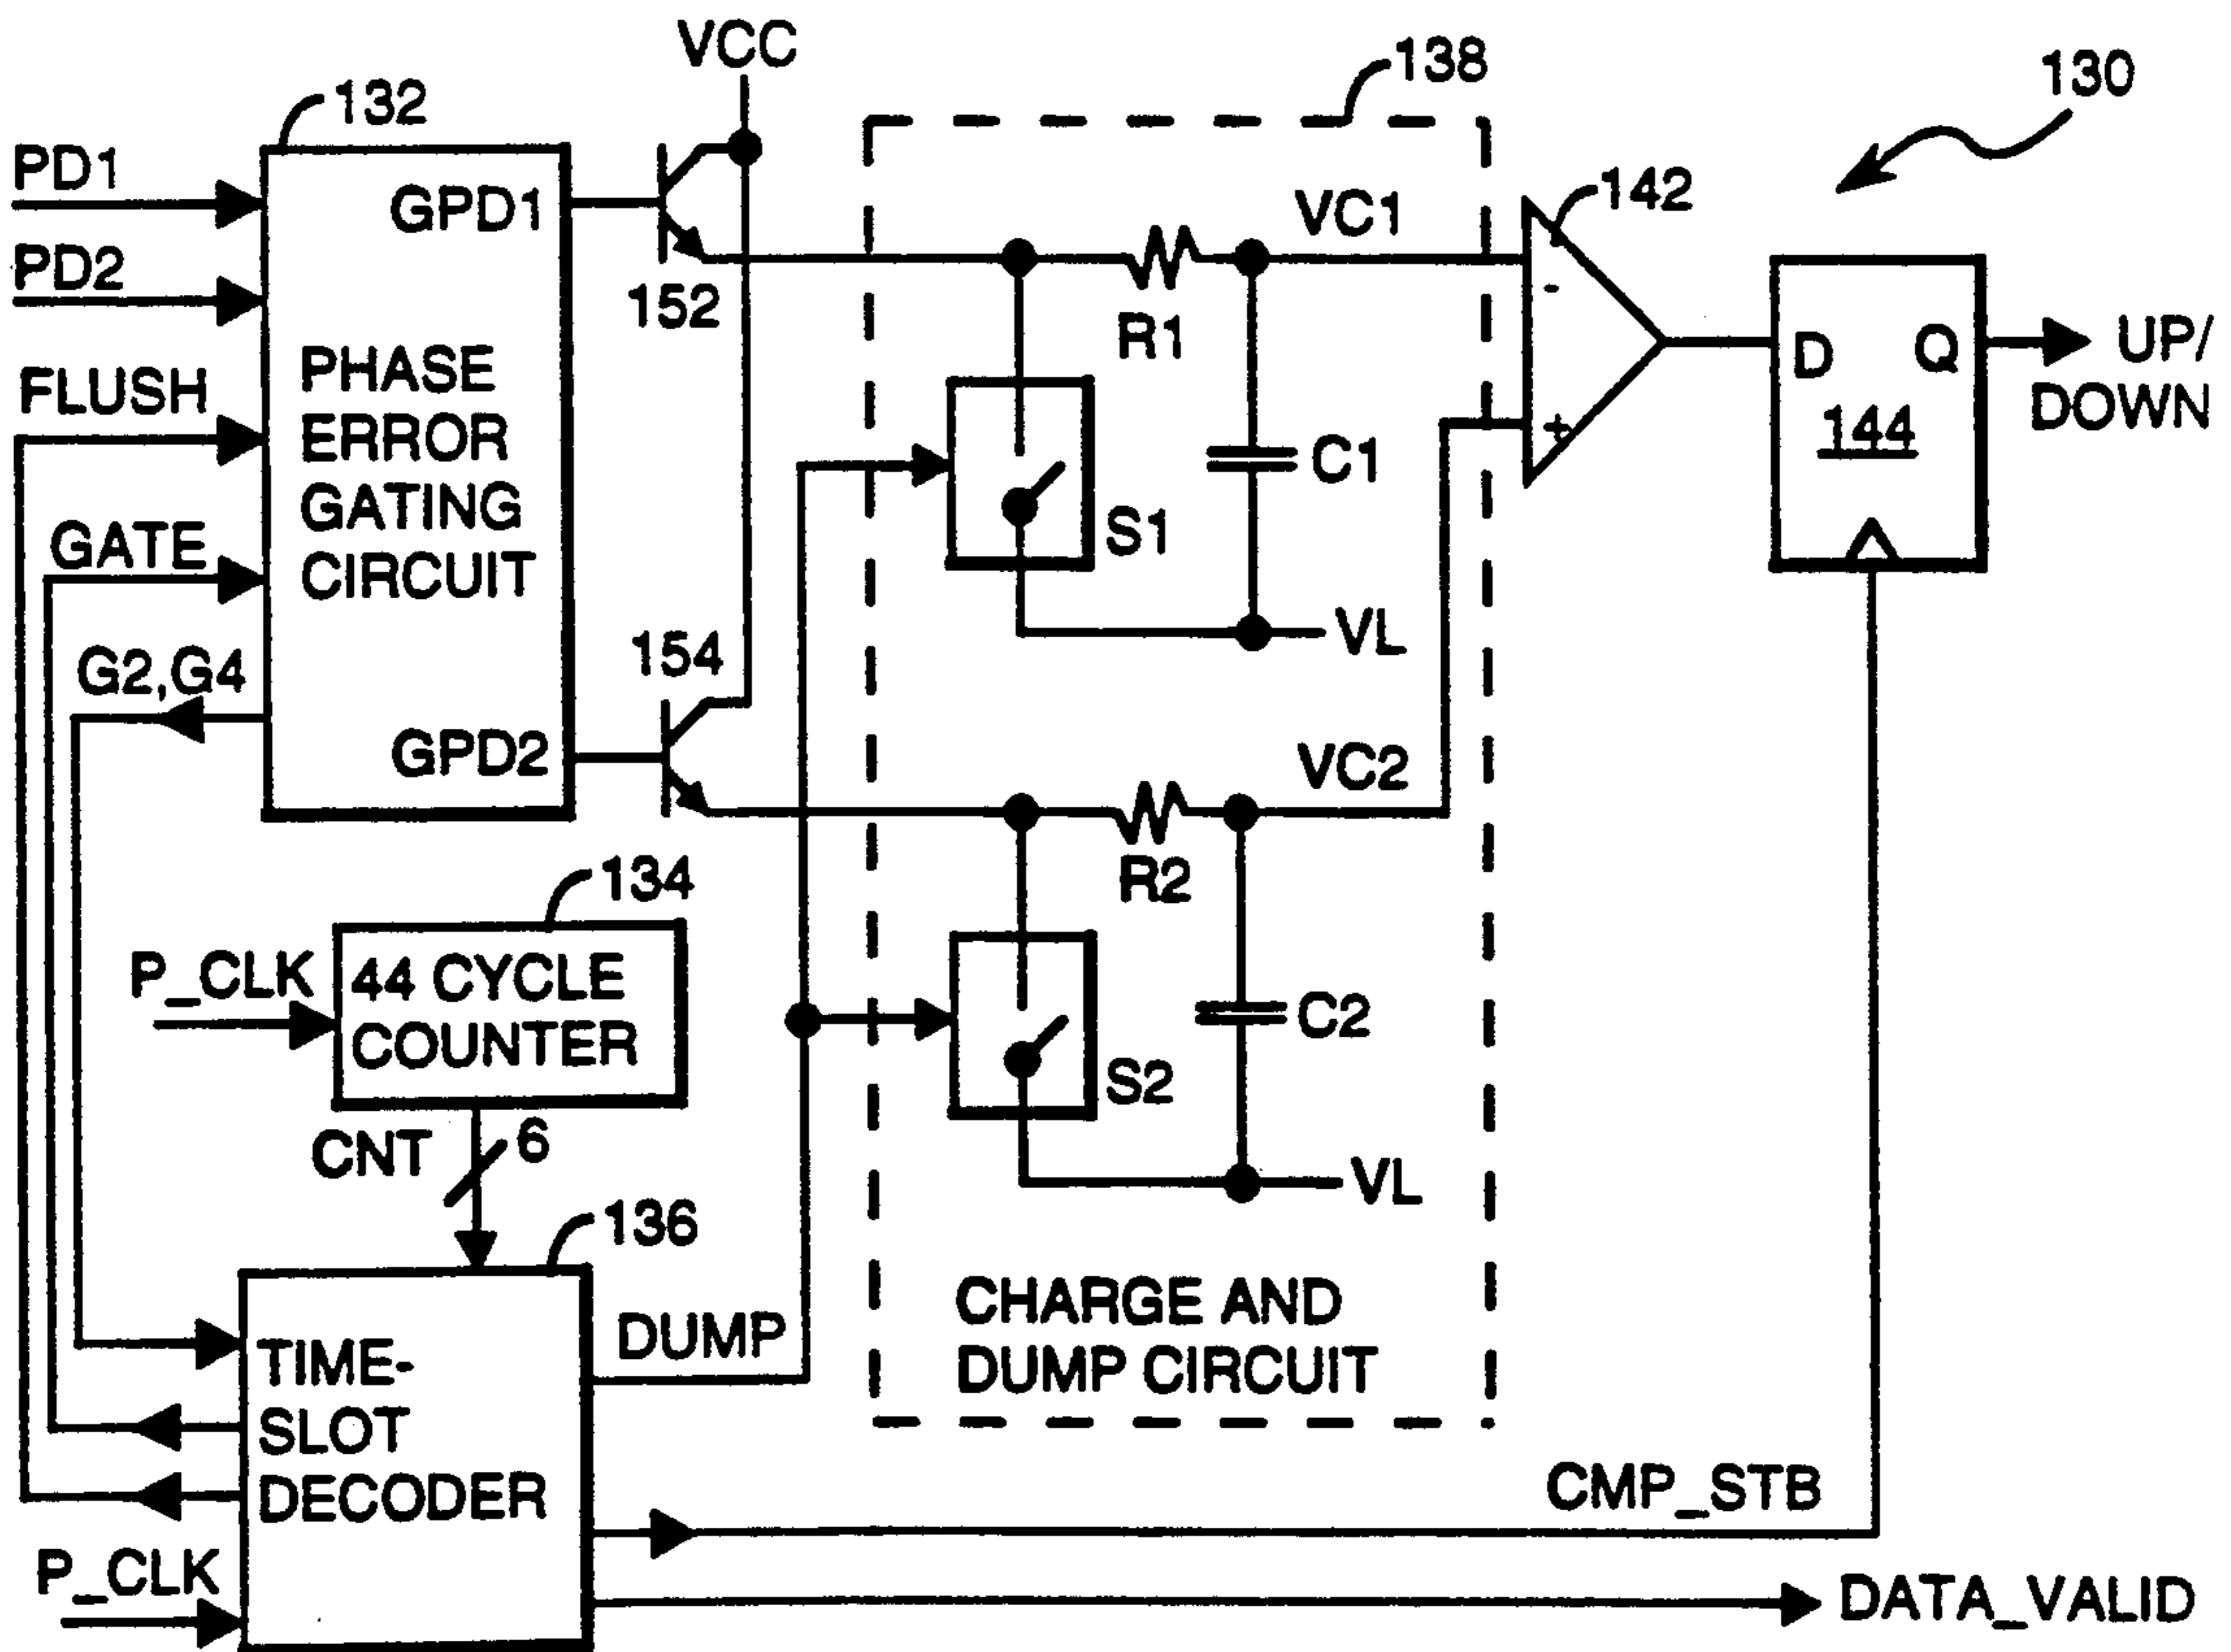 VCC
138
130
132
PD1
GPD1
VC1
142
PD2
152
-
R1
D
Q
UP/
DOWN
144
FLUSH
PHASE
ERROR
GATING
CIRCUIT
+
C1
GATE
S1
VL
154
G2,G4
GPD2
VC2
R2
134
P_CLK
44 CYCLE
COUNTER
C2
S2
CNT
6
VL
136
CHARGE AND
DUMP CIRCUIT
DUMP
TIME-
SLOT
DECODER
CMP_STB
P_CLK
DATA_VALID